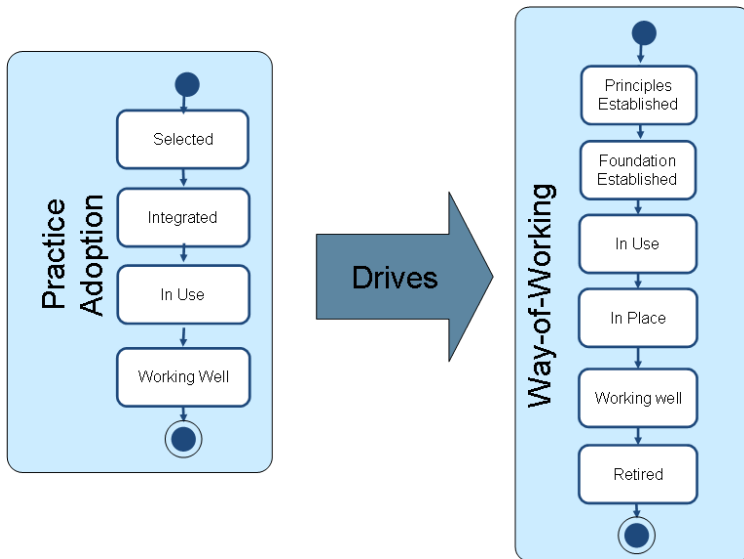 Practice
Adoption
Selected
Integrated
In Use
Working Well
Drives
Way-of-Working
Principles
Established
Foundation
Established
In Use
In Place
Working well
Retired